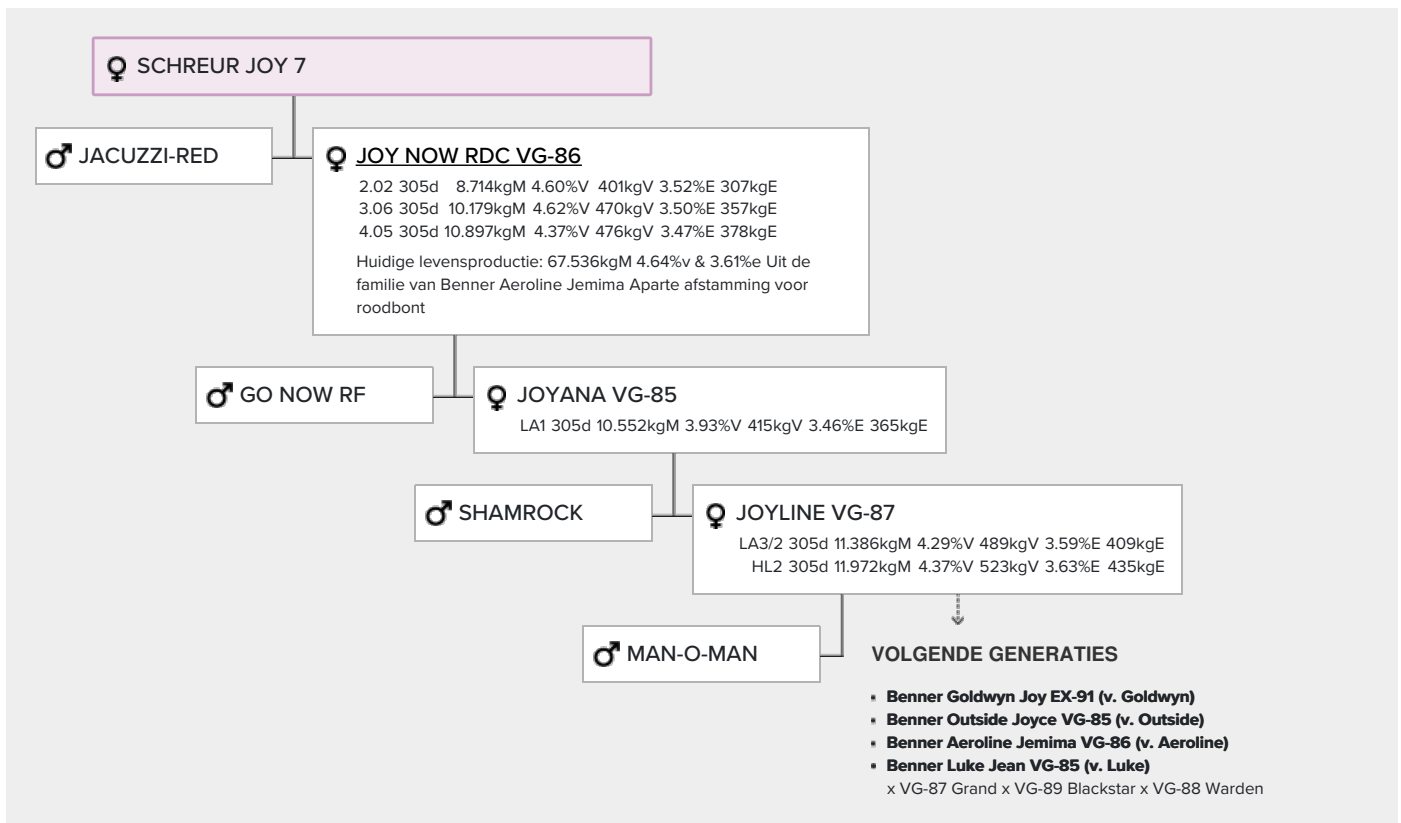 SCHREUR JOY 7
JACUZZI-RED
JOY NOW RDC VG-86
2.02 305d 8.714kgM 4.60%V 401kgV 3.52%E 307kgE
3.06 305d 10.179kgM 4.62%V 470kgV 3.50%E 357kgE
4.05 305d 10.897kgM 4.37%V 476kgV 3.47%E 378kgE
Huidige levensproductie: 67.536kgM 4.64%v & 3.61%e Uit de
familie van Benner Aeroline Jemima Aparte afstamming voor
roodbont
GO NOW RF
JOYANA VG-85
LA1 305d 10.552kgM 3.93%V 415kgV 3.46%E 365kgE
SHAMROCK
JOYLINE VG-87
LA3/2 305d 11.386kgM 4.29%V 489kgV 3.59%E 409kgE
HL2 305d 11.972kgM 4.37%V 523kgV 3.63%E 435kgE
MAN-O-MAN
VOLGENDE GENERATIES
Benner Goldwyn Joy EX-91 (v. Goldwyn)
Benner Outside Joyce VG-85 (v. Outside)
Benner Aeroline Jemima VG-86 (v. Aeroline)
Benner Luke Jean VG-85 (v. Luke)
x VG-87 Grand x VG-89 Blackstar x VG-88 Warden